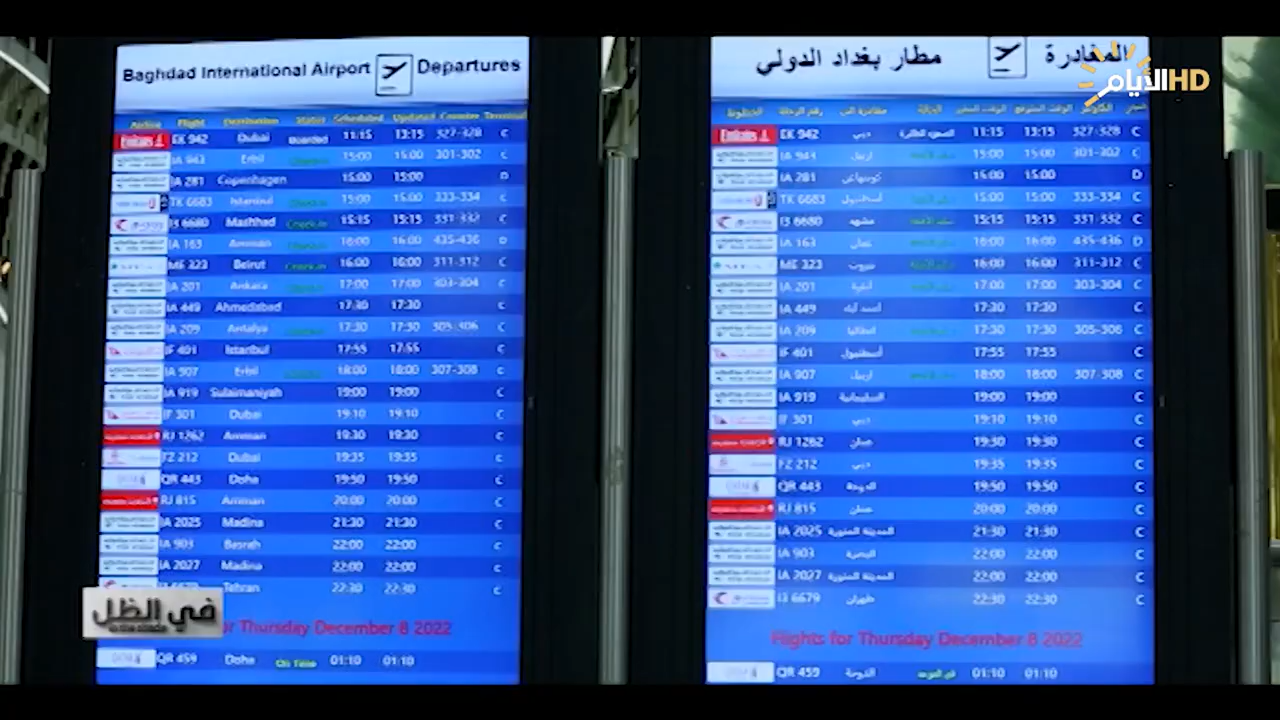 Baghdad International Airport Departures
Airline Flight Destination Status Scheduled Updated Counter Terminal
Emirates EK 942 Dubai Boarded 11:15 13:15 327-328 C
IA 943 Erbil 15:00 15:00 301-302 C
IA 281 Copenhagen 15:00 15:00 D
TK 6683 Istanbul 15:00 15:00 333-334 C
I3 6680 Mashhad Check-in 15:15 15:15 331-332 C
IA 163 Amman 16:00 16:00 435-436 D
ME 323 Beirut Check-in 16:00 16:00 311-312 C
IA 201 Ankara 17:00 17:00 303-304 C
IA 449 Ahmedabad 17:30 17:30 C
IA 209 Antalya 17:30 17:30 305-306 C
IF 401 Istanbul 17:55 17:55 C
IA 907 Erbil 18:00 18:00 307-308 C
IA 919 Sulaimaniyah 19:00 19:00 C
IF 301 Dubai 19:10 19:10 C
RJ 1262 Amman 19:30 19:30 C
FZ 212 Dubai 19:35 19:35 C
QR 443 Doha 19:50 19:50 C
RJ 815 Amman 20:00 20:00 C
IA 2025 Madina 21:30 21:30 C
IA 903 Basrah 22:00 22:00 C
IA 2027 Madina 22:00 22:00 C
Tehran 22:30 22:30 C
or Thursday December 8 2022
QR 459 Doha On Time 01:10 01:10
في الظل
مطار بغداد الدولي المغادرة
الأيام HD
Emirates EK 942 دبي 11:15 13:15 327-328 C
IA 943 اربيل 15:00 15:00 301-302 C
IA 281 كوبنهاغن 15:00 15:00 D
TK 6683 اسطنبول 15:00 15:00 333-334 C
I3 6680 مشهد 15:15 15:15 331-332 C
IA 163 عمان 16:00 16:00 435-436 D
ME 323 بيروت 16:00 16:00 311-312 C
IA 201 أنقرة 17:00 17:00 303-304 C
IA 449 احمد آباد 17:30 17:30 C
IA 209 انطاليا 17:30 17:30 305-306 C
IF 401 اسطنبول 17:55 17:55 C
IA 907 اربيل 18:00 18:00 307-308 C
IA 919 السليمانية 19:00 19:00 C
IF 301 دبي 19:10 19:10 C
RJ 1262 عمان 19:30 19:30 C
FZ 212 دبي 19:35 19:35 C
QR 443 الدوحة 19:50 19:50 C
RJ 815 عمان 20:00 20:00 C
IA 2025 المدينة المنورة 21:30 21:30 C
IA 903 البصرة 22:00 22:00 C
IA 2027 المدينة المنورة 22:00 22:00 C
I3 6679 طهران 22:30 22:30 C
Flights for Thursday December 8 2022
QR 459 الدوحة في الموعد 01:10 01:10